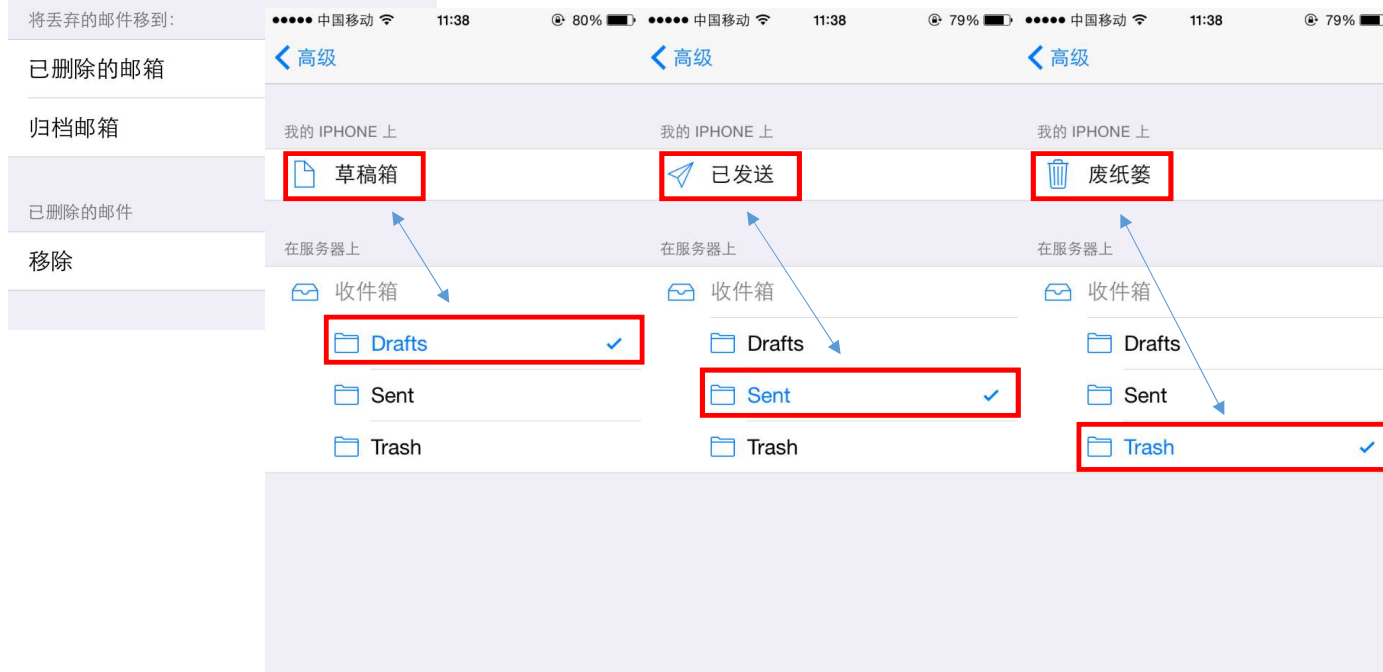 将丢弃的邮件移到:
已删除的邮箱
归档邮箱
已删除的邮件
移除
中国移动 11:38 80%
高级
我的 IPHONE 上
草稿箱
在服务器上
收件箱
Drafts
Sent
Trash
中国移动 11:38 79%
高级
我的 IPHONE 上
已发送
在服务器上
收件箱
Drafts
Sent
Trash
中国移动 11:38 79%
高级
我的 IPHONE 上
废纸篓
在服务器上
收件箱
Drafts
Sent
Trash